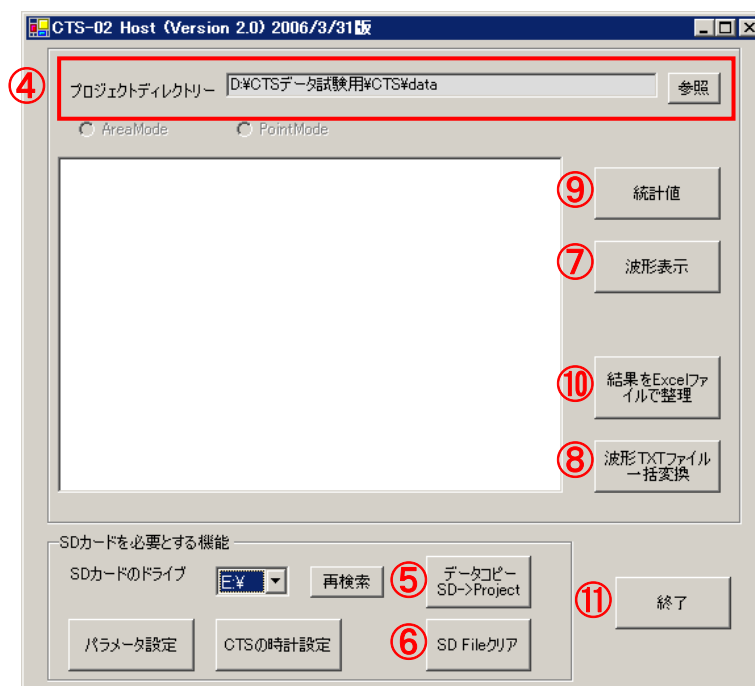 CTS-02 Host (Version 2.0) 2006/3/31版
④
プロジェクトディレクトリー
D:¥CTSデータ試験用¥CTS¥data
参照
AreaMode
PointMode
⑨
統計値
⑦
波形表示
⑩
結果をExcelファ
イルで整理
⑧
波形TXTファイル
一括変換
SDカードを必要とする機能
SDカードのドライブ
E:¥
再検索
⑤
データコピー
SD->Project
⑪
終了
パラメータ設定
CTSの時計設定
⑥
SD Fileクリア